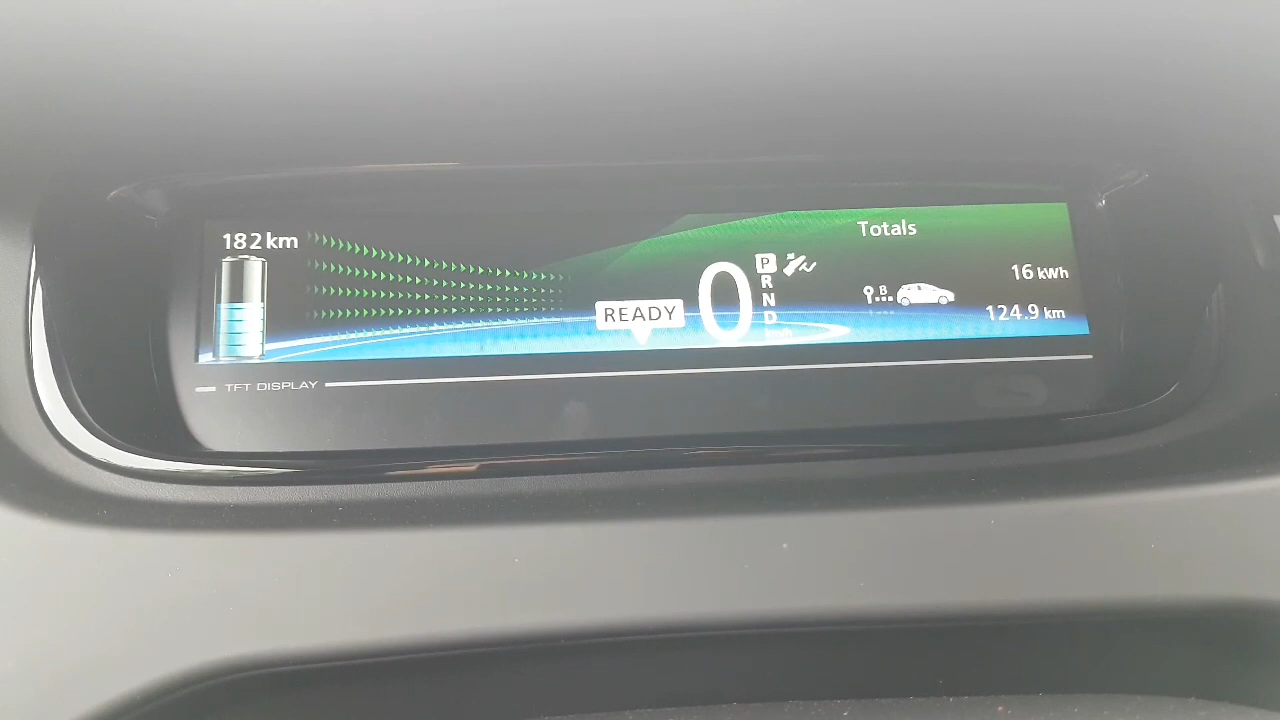 182 km
READY
0
P
R
N
D
Totals
B
16 kWh
124.9 km
TFT DISPLAY